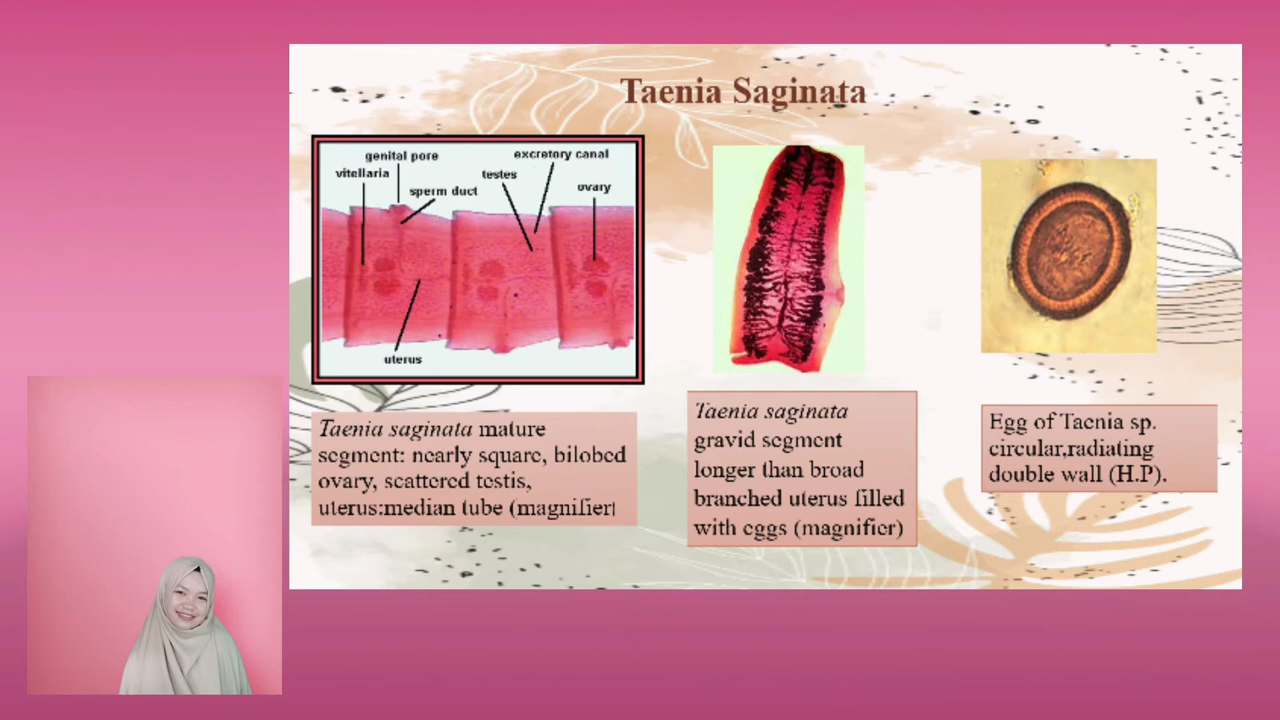 Taenia Saginata
genital pore
excretory canal
vitellaria
testes
sperm duct
ovary
uterus
Taenia saginata mature
segment: nearly square, bilobed
ovary, scattered testis,
uterus:median tube (magnifier
Taenia saginata
gravid segment
longer than broad
branched uterus filled
with eggs (magnifier)
Egg of Taenia sp.
circular,radiating
double wall (H.P).